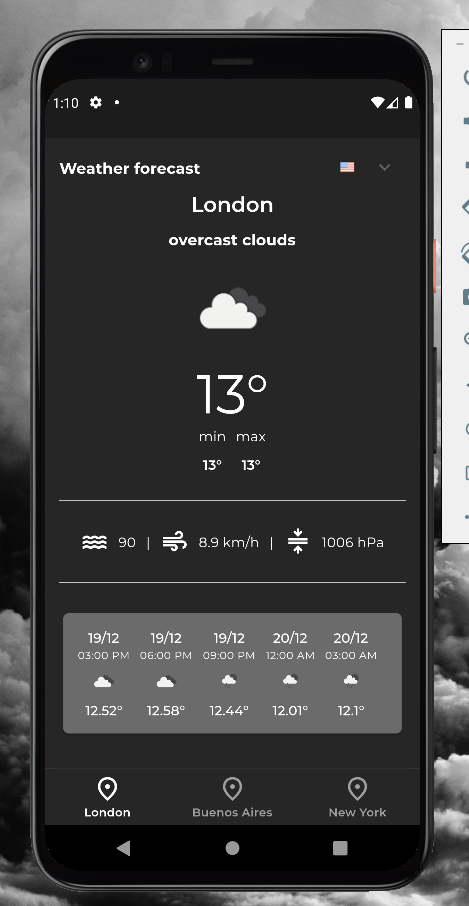 1:10
Weather forecast
London
overcast clouds
13°
min max
13° 13°
90 | 8.9 km/h | 1006 hPa
19/12 19/12 19/12 20/12 20/12
03:00 PM 06:00 PM 09:00 PM 12:00 AM 03:00 AM
12.52° 12.58° 12.44° 12.01° 12.1°
London Buenos Aires New York